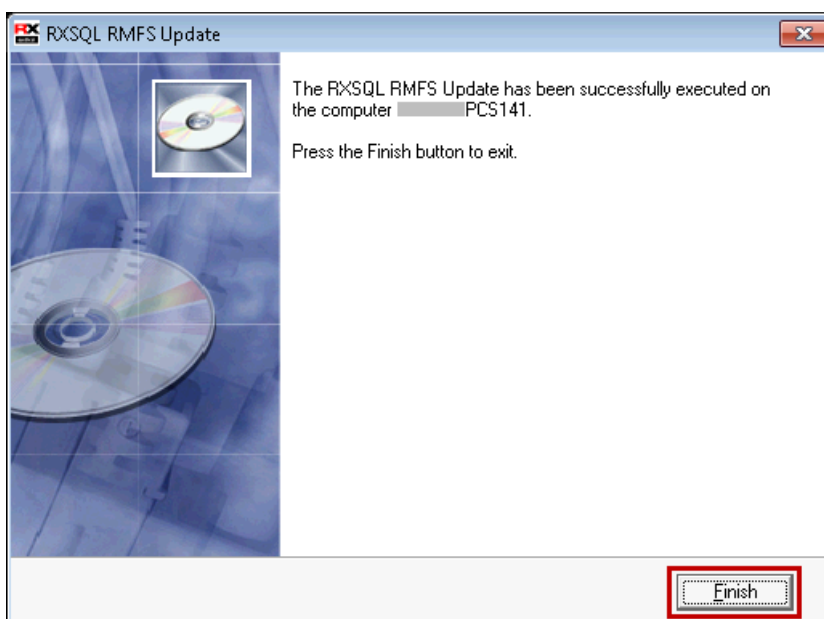 RX RXSQL RMFS Update
The RXSQL RMFS Update has been successfully executed on
the computer PCS141.
Press the Finish button to exit.
Finish